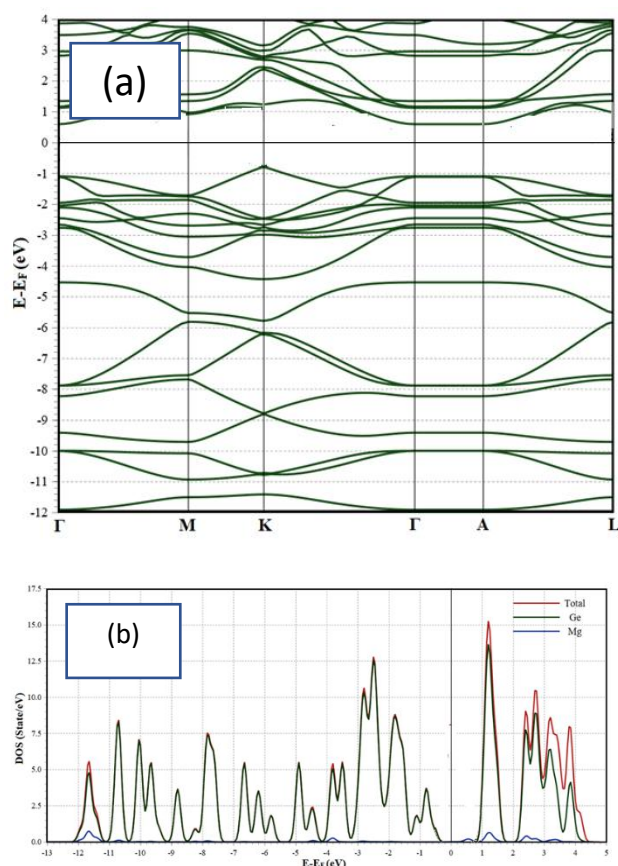 (a)
4
3
2
1
0
-1
-2
-3
-4
-5
-6
-7
-8
-9
-10
-11
-12
E-E_F (eV)
Γ M K Γ A L
(b)
Total
Ge
Mg
17.5
15.0
12.5
10.0
7.5
5.0
2.5
0.0
DOS (State/eV)
-13 -12 -11 -10 -9 -8 -7 -6 -5 -4 -3 -2 -1 0 1 2 3 4 5
E-E_F (eV)